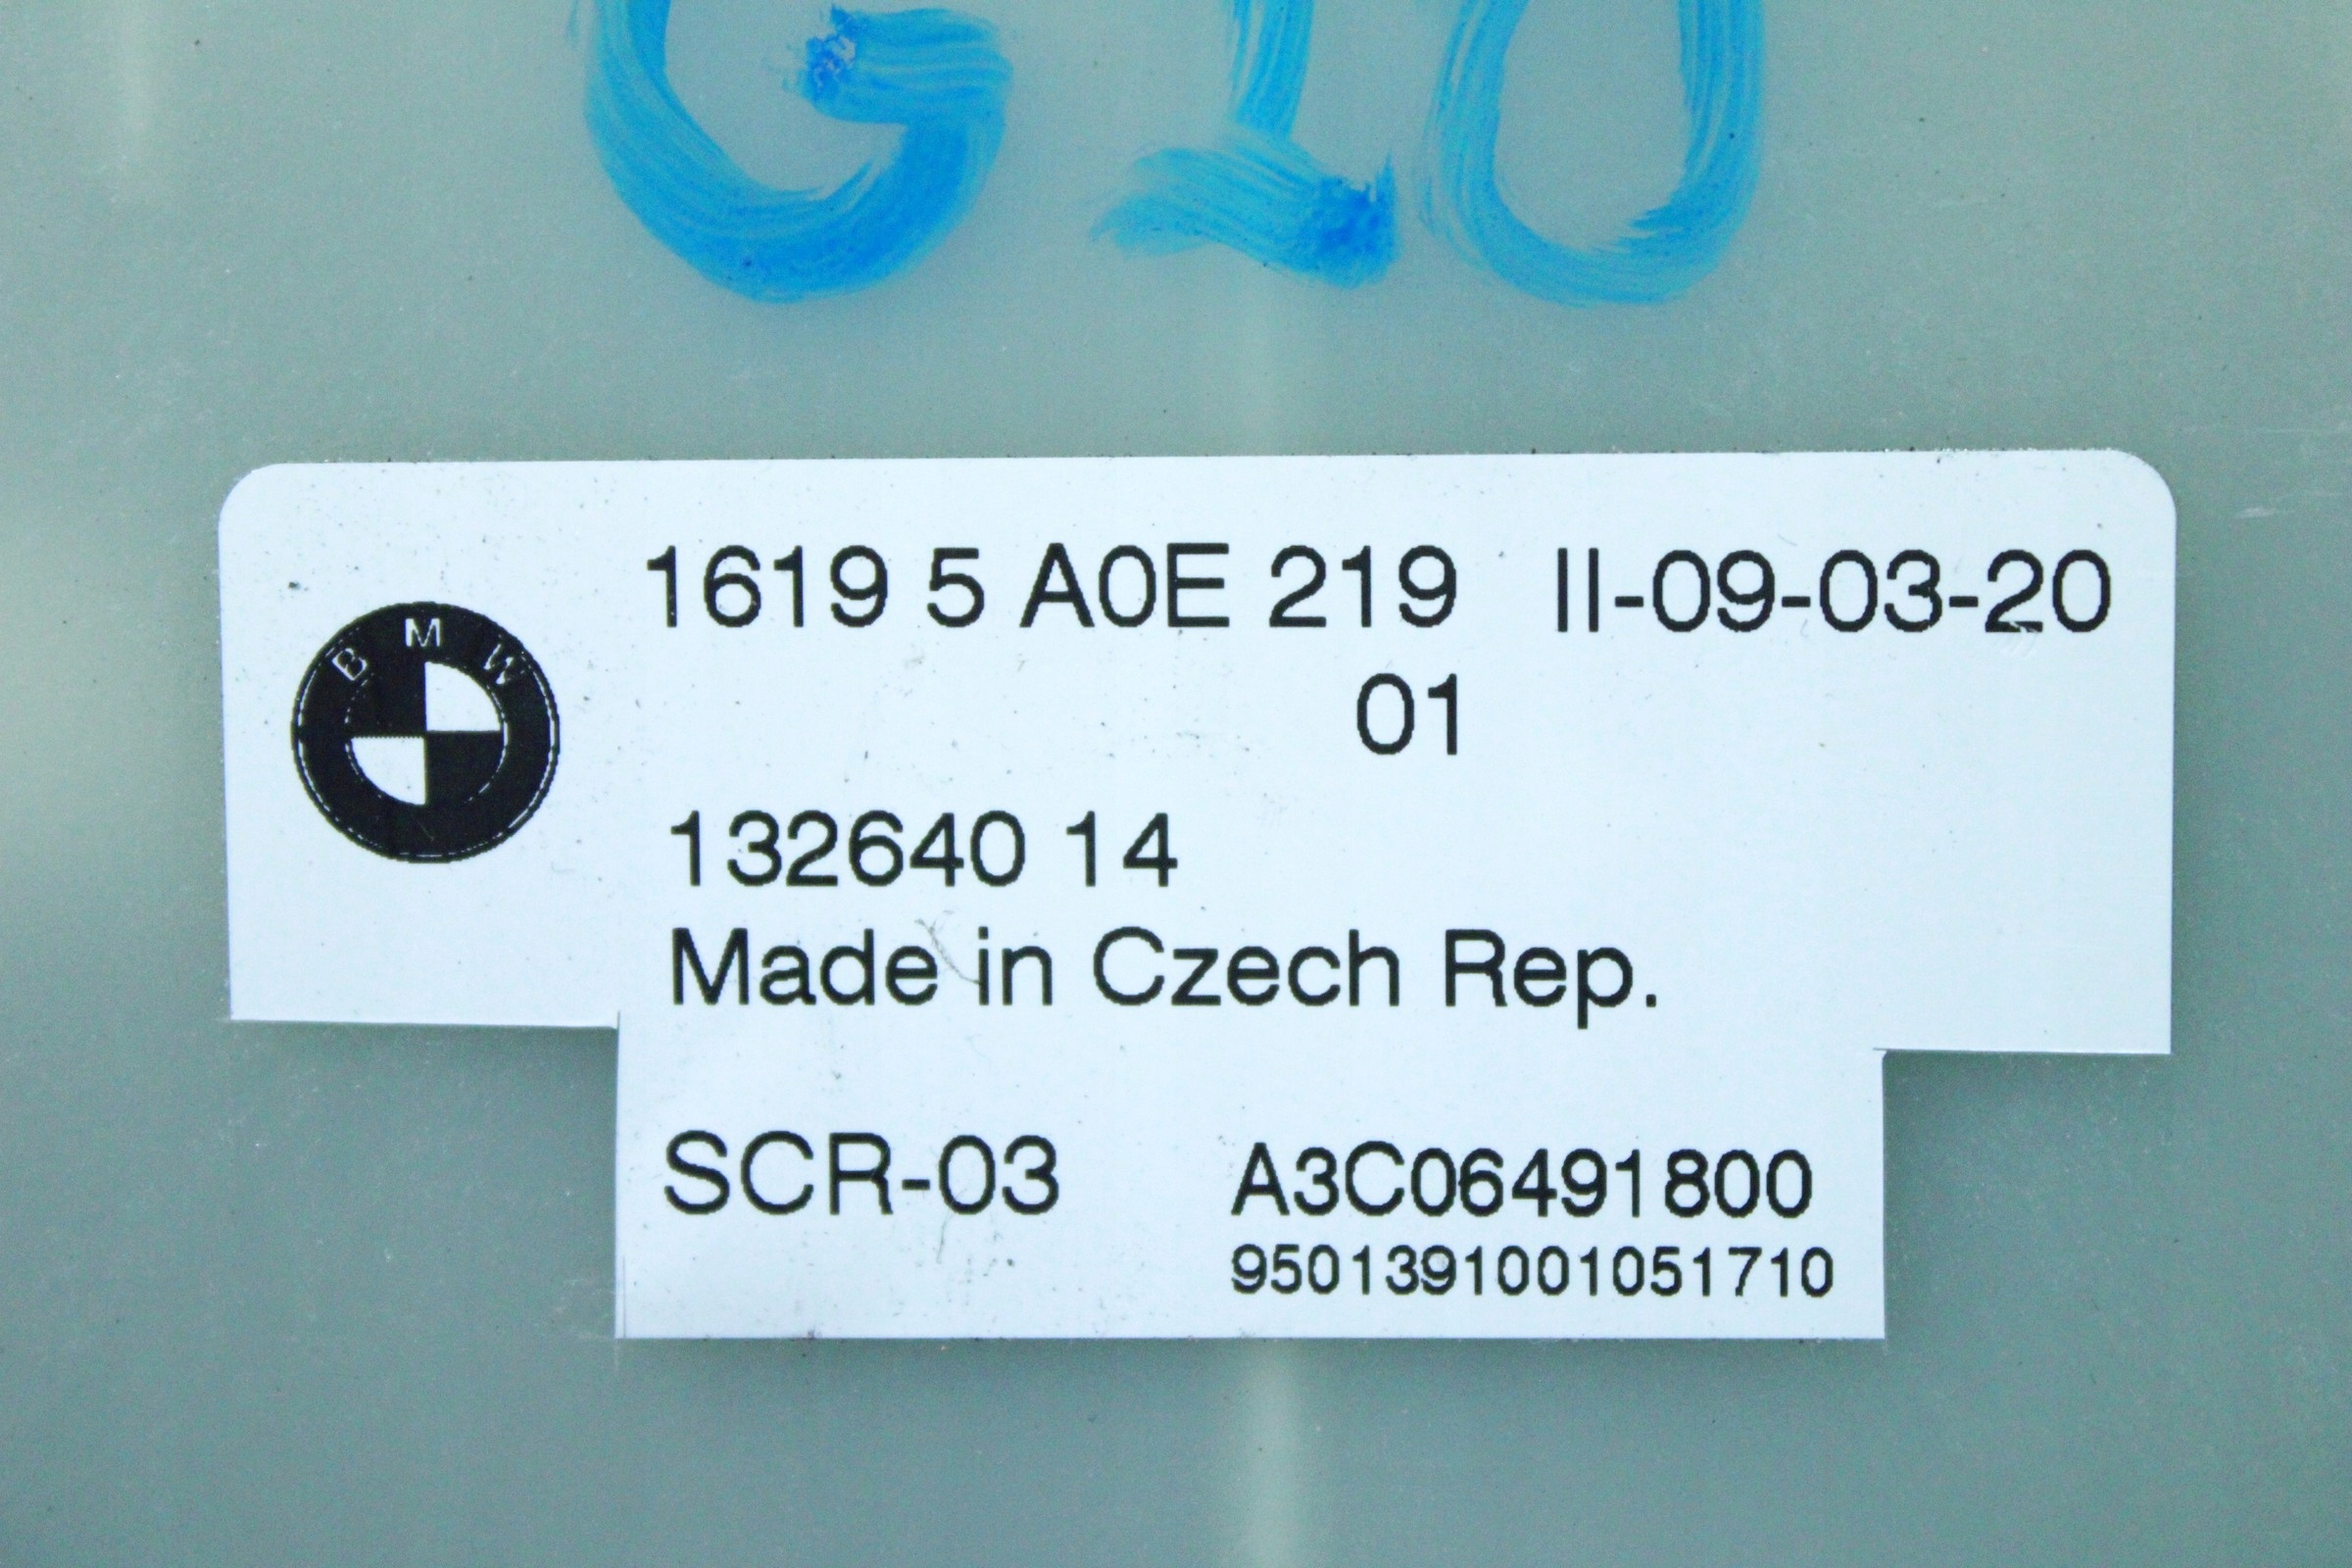 G10
BMW
1619 5 A0E 219 II-09-03-20
01
132640 14
Made in Czech Rep.
SCR-03 A3C06491800
9501391001051710